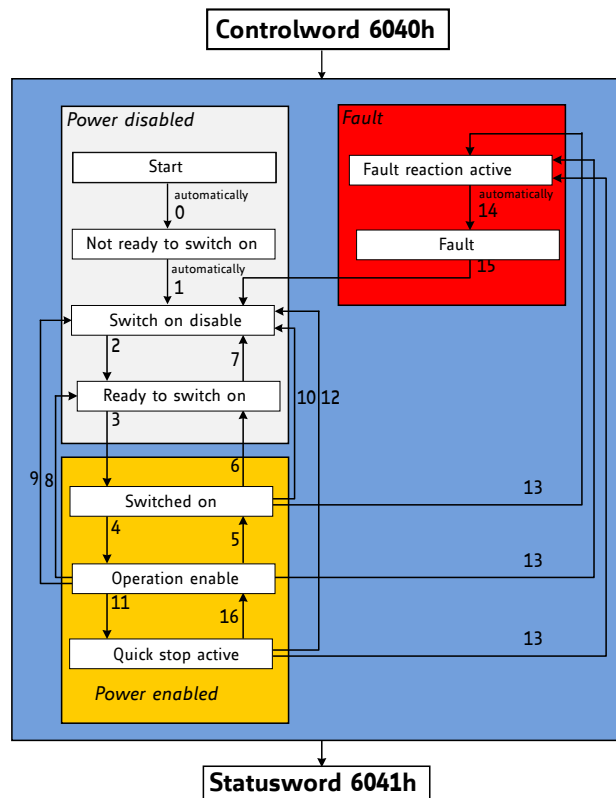 Controlword 6040h
Power disabled
Fault
Start
Fault reaction active
automatically
0
automatically
14
Not ready to switch on
Fault
automatically
1
15
Switch on disable
2
7
Ready to switch on
10
12
3
9
8
6
13
Switched on
4
5
13
Operation enable
11
16
13
Quick stop active
Power enabled
Statusword 6041h